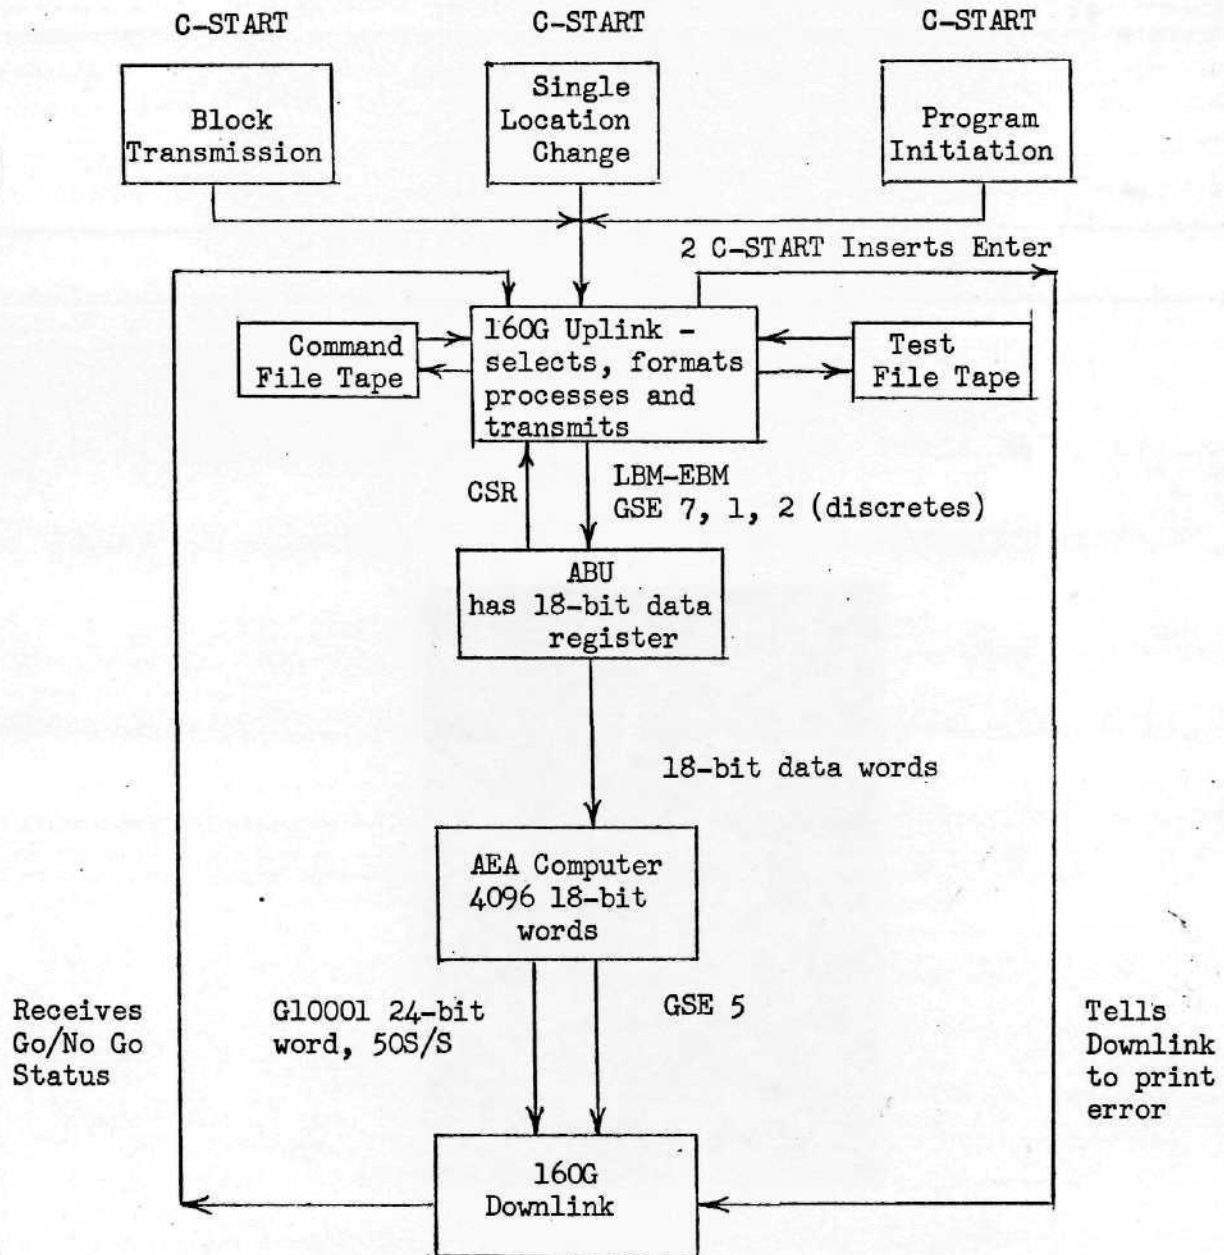 C-START
C-START
C-START
Block
Transmission
Single
Location
Change
Program
Initiation
2 C-START Inserts Enter
Command
File Tape
160G Uplink -
selects, formats
processes and
transmits
Test
File Tape
CSR
LBM-EBM
GSE 7, 1, 2 (discretes)
ABU
has 18-bit data
register
18-bit data words
AEA Computer
4096 18-bit
words
Receives
Go/No Go
Status
G10001 24-bit
word, 50S/S
GSE 5
Tells
Downlink
to print
error
160G
Downlink